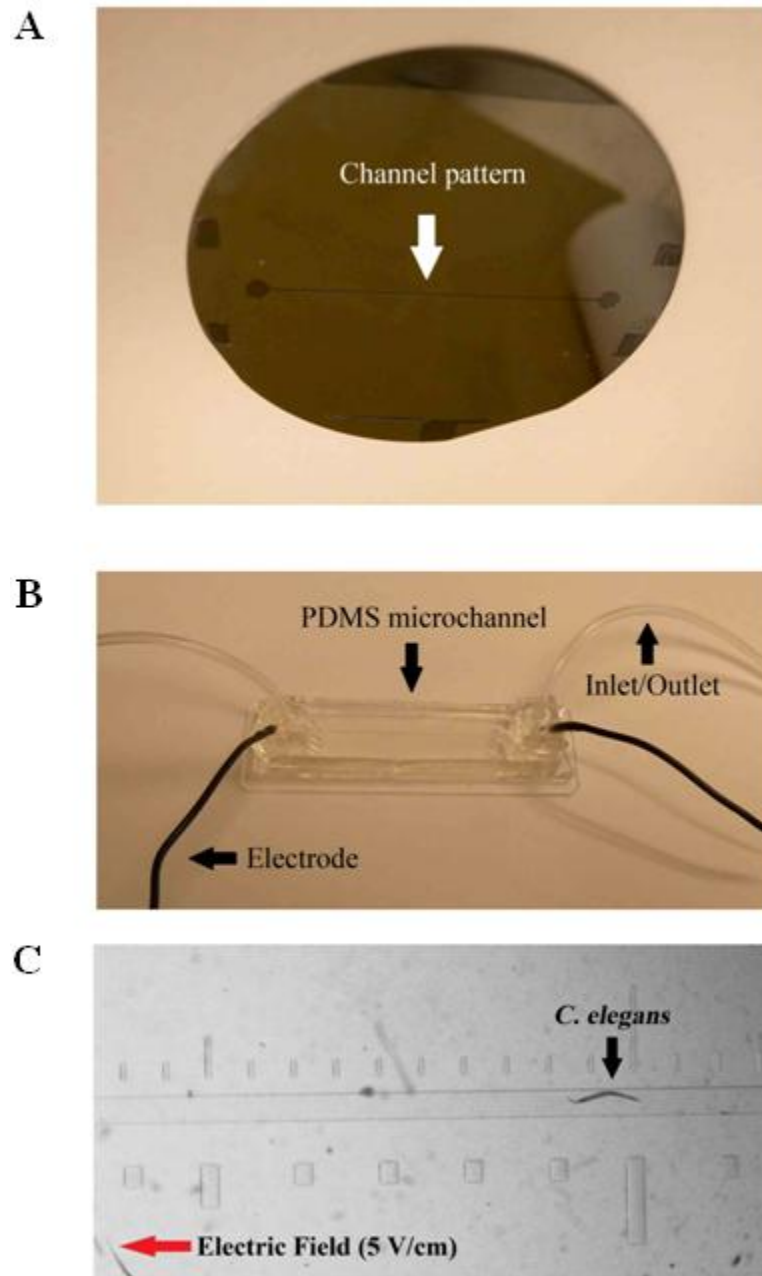 A
Channel pattern
B
PDMS microchannel
Inlet/Outlet
Electrode
C
C. elegans
Electric Field (5 V/cm)